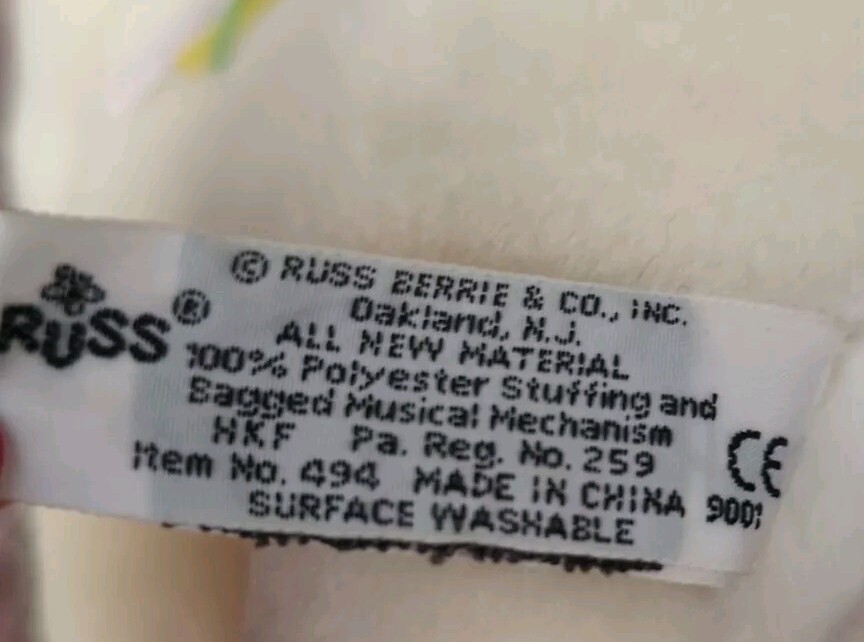 RUSS®
© RUSS BERRIE & CO., INC.
Oakland, N.J.
ALL NEW MATERIAL
100% Polyester Stuffing and
Bagged Musical Mechanism
HKF Pa. Reg. No. 259
Item No. 494 MADE IN CHINA
SURFACE WASHABLE
CE
9001